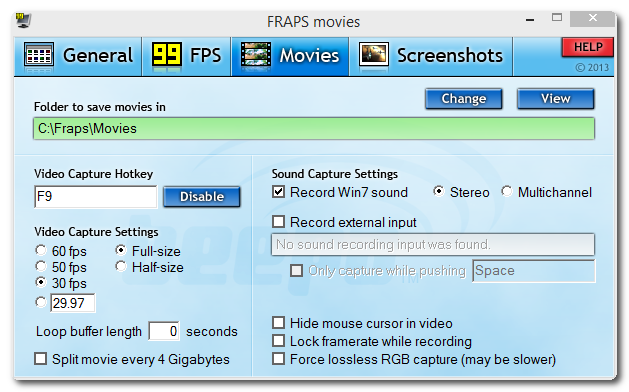 FRAPS movies
99
General
99 FPS
Movies
Screenshots
HELP
© 2013
Folder to save movies in
Change
View
C:\Fraps\Movies
Video Capture Hotkey
F9
Disable
Video Capture Settings
60 fps
Full-size
50 fps
Half-size
30 fps
29.97
Loop buffer length 0 seconds
Split movie every 4 Gigabytes
Sound Capture Settings
Record Win7 sound
Stereo
Multichannel
Record external input
No sound recording input was found.
Only capture while pushing Space
Hide mouse cursor in video
Lock framerate while recording
Force lossless RGB capture (may be slower)